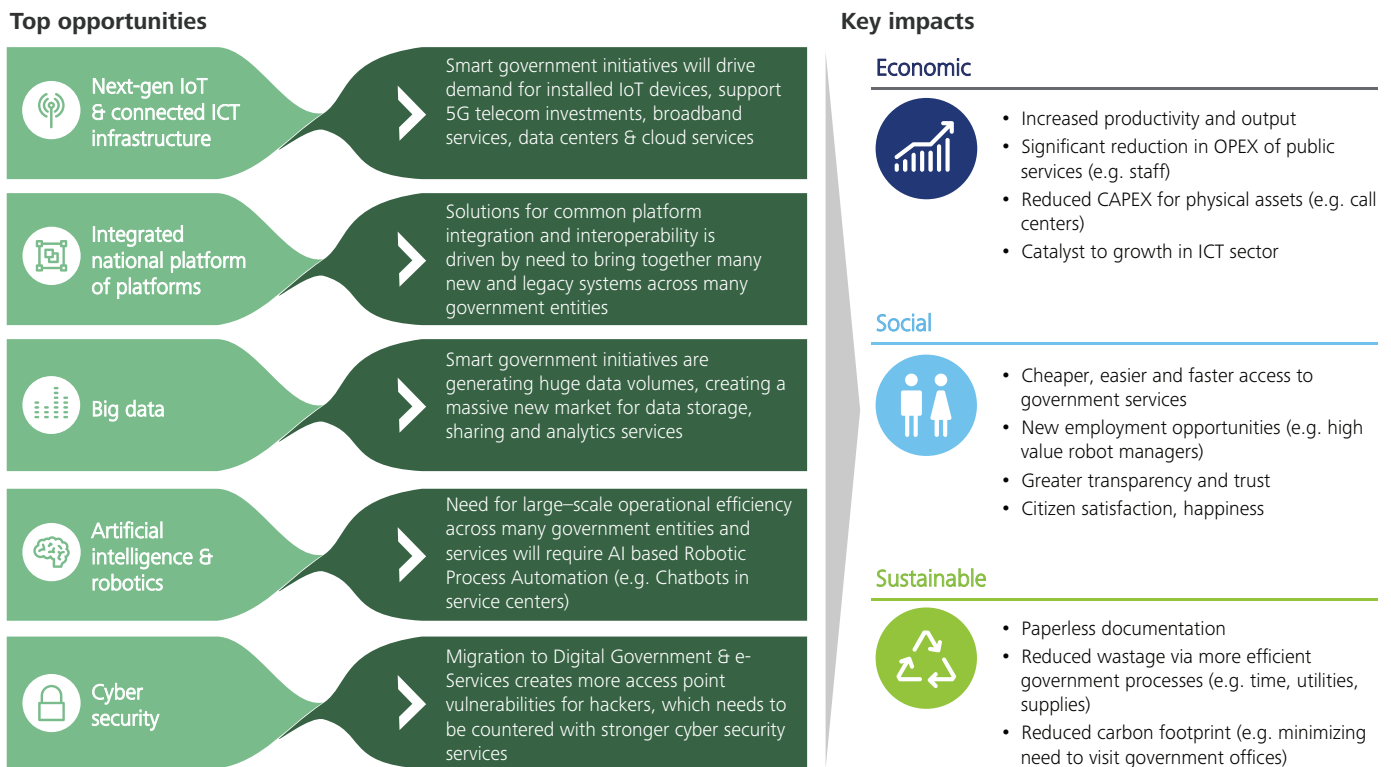 Top opportunities
Next-gen IoT
& connected ICT
infrastructure
Smart government initiatives will drive
demand for installed IoT devices, support
5G telecom investments, broadband
services, data centers & cloud services
Integrated
national platform
of platforms
Solutions for common platform
integration and interoperability is
driven by need to bring together many
new and legacy systems across many
government entities
Big data
Smart government initiatives are
generating huge data volumes, creating a
massive new market for data storage,
sharing and analytics services
Artificial
intelligence &
robotics
Need for large–scale operational efficiency
across many government entities and
services will require AI based Robotic
Process Automation (e.g. Chatbots in
service centers)
Cyber
security
Migration to Digital Government & e-
Services creates more access point
vulnerabilities for hackers, which needs to
be countered with stronger cyber security
services
Key impacts
Economic
• Increased productivity and output
• Significant reduction in OPEX of public
services (e.g. staff)
• Reduced CAPEX for physical assets (e.g. call
centers)
• Catalyst to growth in ICT sector
Social
• Cheaper, easier and faster access to
government services
• New employment opportunities (e.g. high
value robot managers)
• Greater transparency and trust
• Citizen satisfaction, happiness
Sustainable
• Paperless documentation
• Reduced wastage via more efficient
government processes (e.g. time, utilities,
supplies)
• Reduced carbon footprint (e.g. minimizing
need to visit government offices)